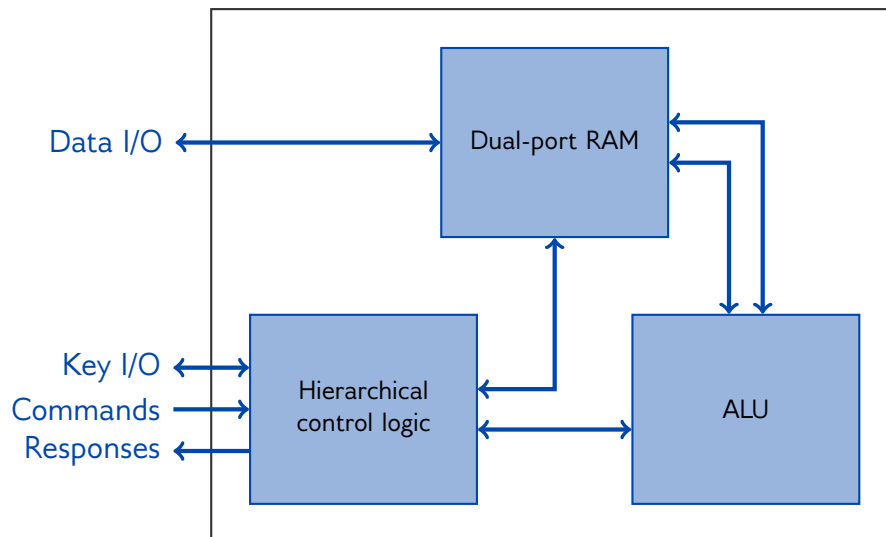 Data I/O
Dual-port RAM
Key I/O
Commands
Responses
Hierarchical
control logic
ALU